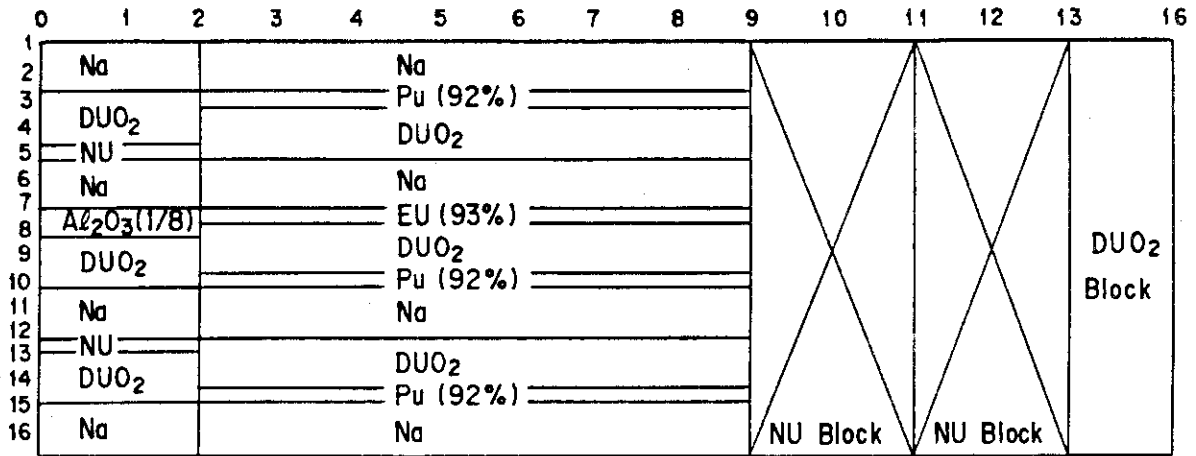 0 1 2 3 4 5 6 7 8 9 10 11 12 13 16
1
2 Na Na
3 Pu (92%)
4 DUO₂ DUO₂
5 NU
6 Na Na
7 EU (93%)
8 Aℓ₂O₃(1/8)
9 DUO₂ DUO₂ DUO₂
10 Pu (92%) Block
11 Na Na
12
13 NU DUO₂
14 DUO₂ Pu (92%)
15
16 Na Na NU Block NU Block